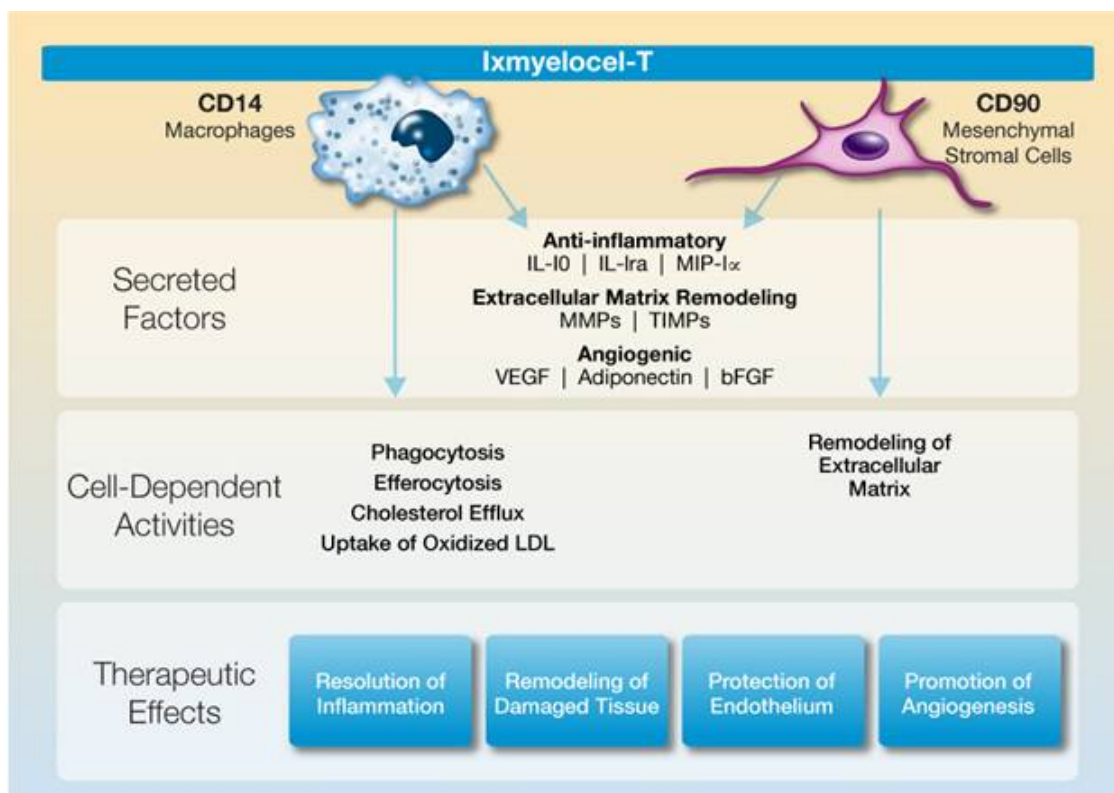 Ixmyelocel-T
CD14
Macrophages
CD90
Mesenchymal
Stromal Cells
Secreted
Factors
Anti-inflammatory
IL-I0 | IL-Ira | MIP-I∝
Extracellular Matrix Remodeling
MMPs | TIMPs
Angiogenic
VEGF | Adiponectin | bFGF
Cell-Dependent
Activities
Phagocytosis
Efferocytosis
Cholesterol Efflux
Uptake of Oxidized LDL
Remodeling of
Extracellular
Matrix
Therapeutic
Effects
Resolution of
Inflammation
Remodeling of
Damaged Tissue
Protection of
Endothelium
Promotion of
Angiogenesis